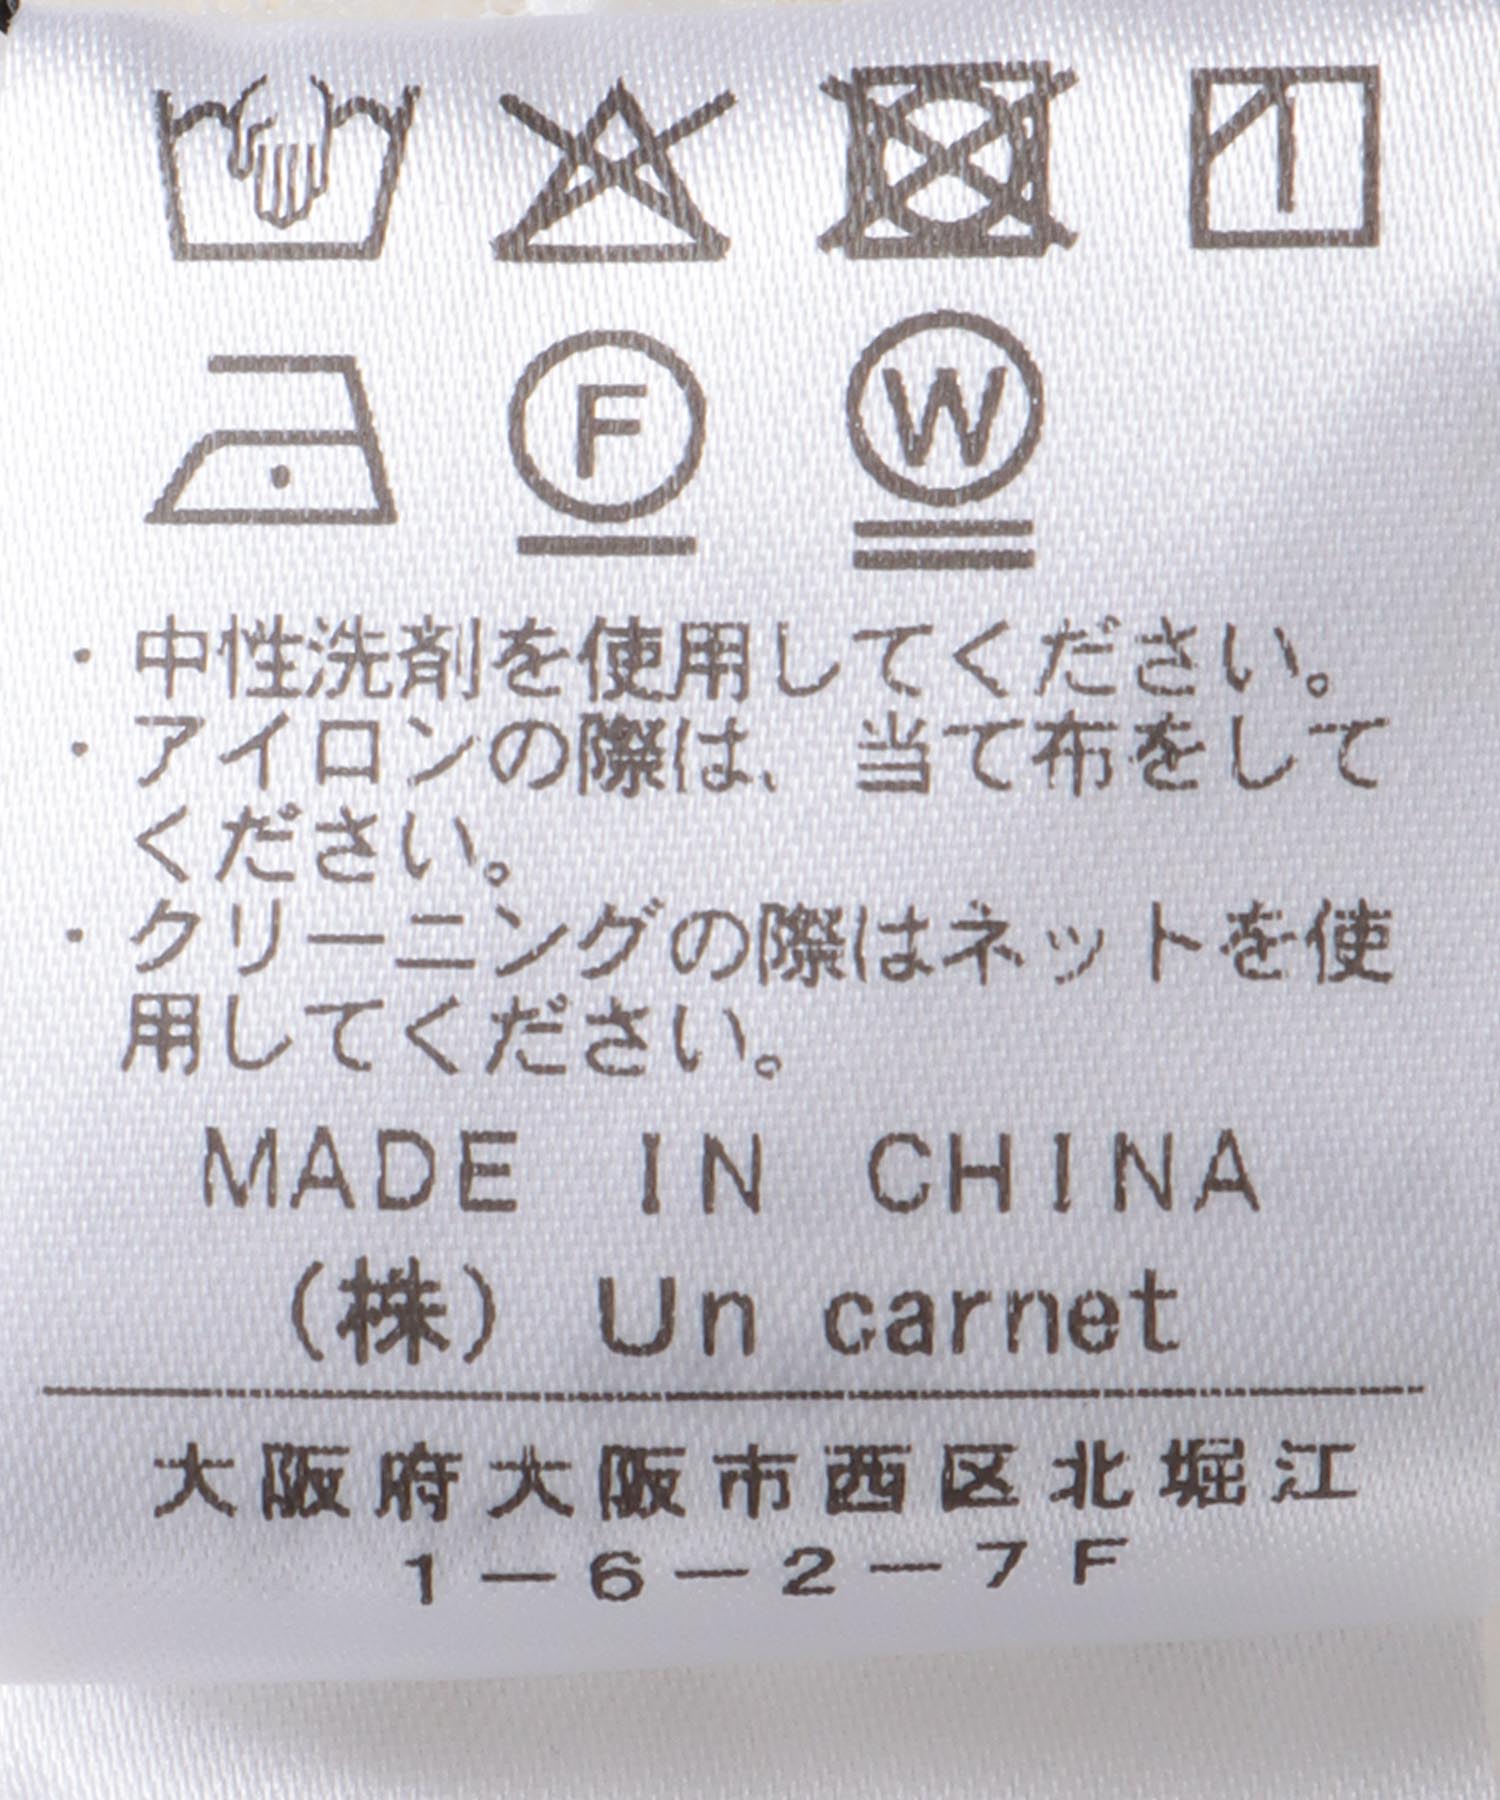 F W
・中性洗剤を使用してください。
・アイロンの際は、当て布をして
ください。
・クリーニングの際はネットを使
用してください。
MADE IN CHINA
(株) Un carnet
大阪府大阪市西区北堀江
1－6－2－7F